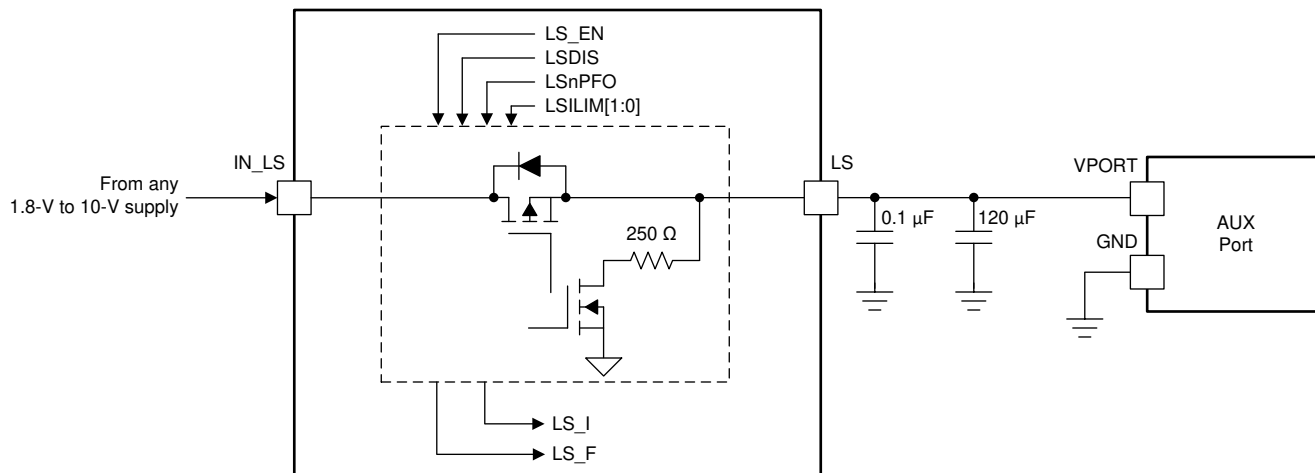 LS_EN
LSDIS
LSnPFO
LSILIM[1:0]
IN_LS
LS
VPORT
From any
1.8-V to 10-V supply
0.1 µF
120 µF
AUX
Port
250 Ω
GND
LS_I
LS_F